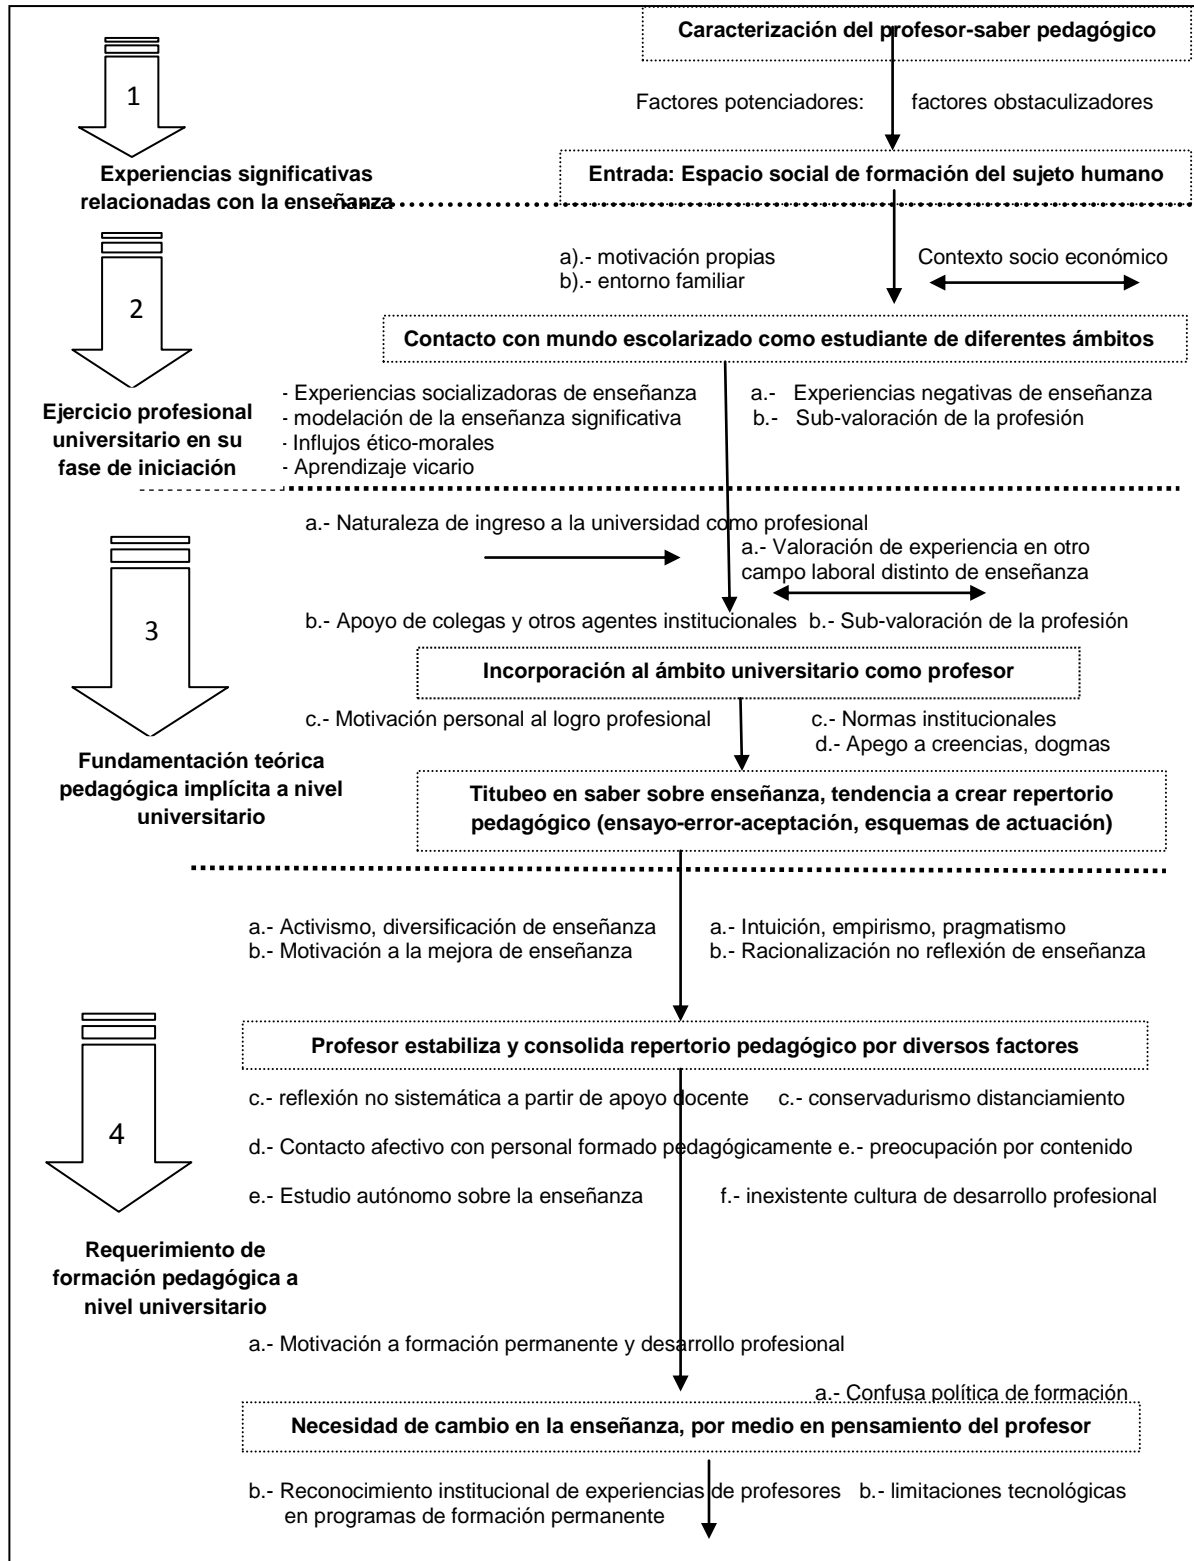 Caracterización del profesor-saber pedagógico
1
Factores potenciadores: factores obstaculizadores
Experiencias significativas
relacionadas con la enseñanza
Entrada: Espacio social de formación del sujeto humano
2
a).- motivación propias
b).- entorno familiar
Contexto socio económico
Contacto con mundo escolarizado como estudiante de diferentes ámbitos
Ejercicio profesional
universitario en su
fase de iniciación
- Experiencias socializadoras de enseñanza
- modelación de la enseñanza significativa
- Influjos ético-morales
- Aprendizaje vicario
a.- Experiencias negativas de enseñanza
b.- Sub-valoración de la profesión
3
a.- Naturaleza de ingreso a la universidad como profesional
a.- Valoración de experiencia en otro
campo laboral distinto de enseñanza
b.- Apoyo de colegas y otros agentes institucionales b.- Sub-valoración de la profesión
Incorporación al ámbito universitario como profesor
c.- Motivación personal al logro profesional
c.- Normas institucionales
d.- Apego a creencias, dogmas
Fundamentación teórica
pedagógica implícita a nivel
universitario
Titubeo en saber sobre enseñanza, tendencia a crear repertorio
pedagógico (ensayo-error-aceptación, esquemas de actuación)
a.- Activismo, diversificación de enseñanza
b.- Motivación a la mejora de enseñanza
a.- Intuición, empirismo, pragmatismo
b.- Racionalización no reflexión de enseñanza
4
Profesor estabiliza y consolida repertorio pedagógico por diversos factores
c.- reflexión no sistemática a partir de apoyo docente c.- conservadurismo distanciamiento
d.- Contacto afectivo con personal formado pedagógicamente e.- preocupación por contenido
e.- Estudio autónomo sobre la enseñanza f.- inexistente cultura de desarrollo profesional
Requerimiento de
formación pedagógica a
nivel universitario
a.- Motivación a formación permanente y desarrollo profesional
a.- Confusa política de formación
Necesidad de cambio en la enseñanza, por medio en pensamiento del profesor
b.- Reconocimiento institucional de experiencias de profesores b.- limitaciones tecnológicas
en programas de formación permanente